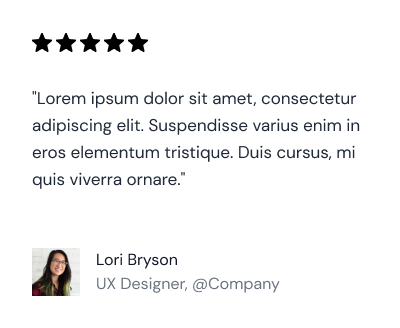 "Lorem ipsum dolor sit amet, consectetur
adipiscing elit. Suspendisse varius enim in
eros elementum tristique. Duis cursus, mi
quis viverra ornare."
Lori Bryson
UX Designer, @Company